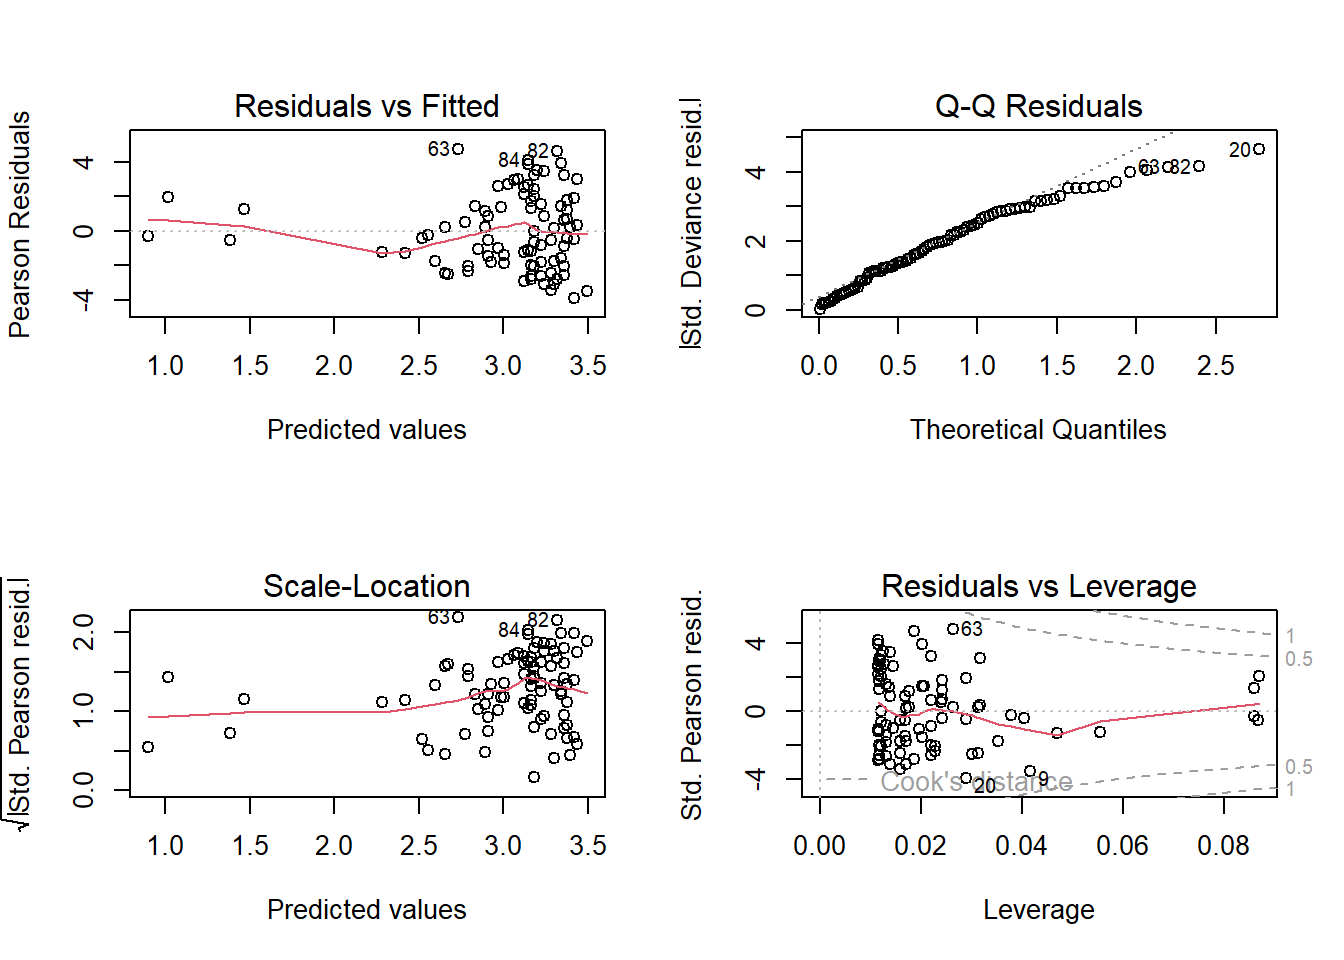 Residuals vs Fitted
Pearson Residuals
4
0
-4
63
84
82
1.0 1.5 2.0 2.5 3.0 3.5
Predicted values
Q-Q Residuals
|Std. Deviance resid.|
4
2
0
63
82
20
0.0 0.5 1.0 1.5 2.0 2.5
Theoretical Quantiles
Scale-Location
√|Std. Pearson resid.|
2.0
1.0
0.0
63
84
82
1.0 1.5 2.0 2.5 3.0 3.5
Predicted values
Residuals vs Leverage
Std. Pearson resid.
4
0
-4
63
1
0.5
0.5
1
Cook's distance
20
9
0.00 0.02 0.04 0.06 0.08
Leverage